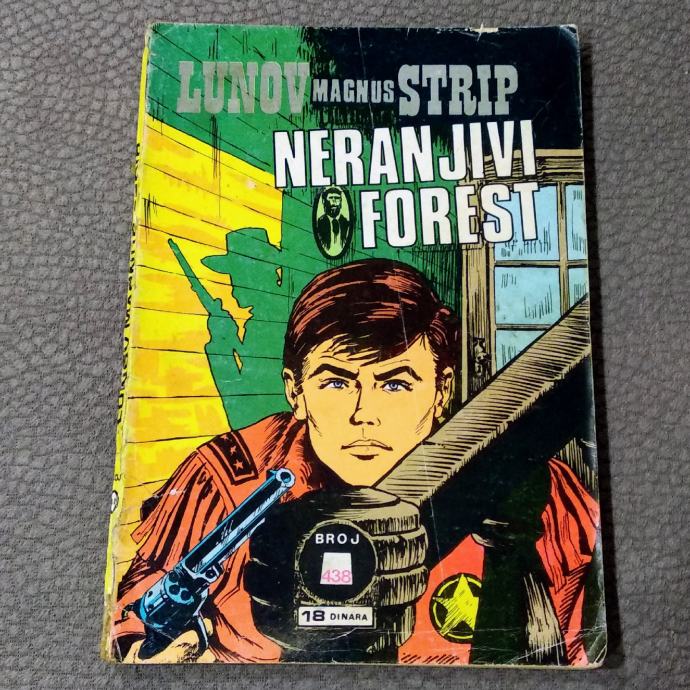 LUNOV MAGNUS STRIP
NERANJIVI
FOREST
BROJ
438
18 DINARA